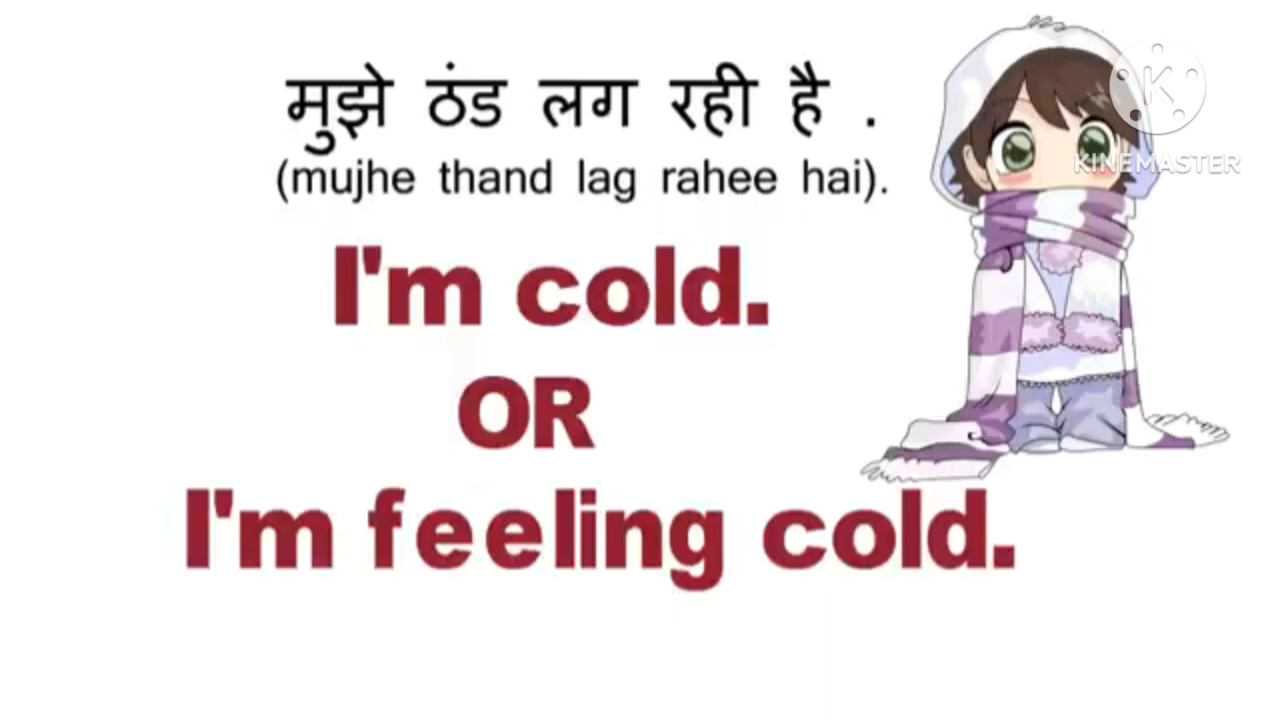 मुझे ठंड लग रही है .
(mujhe thand lag rahee hai).
I'm cold.
OR
I'm feeling cold.
K
KINEMASTER